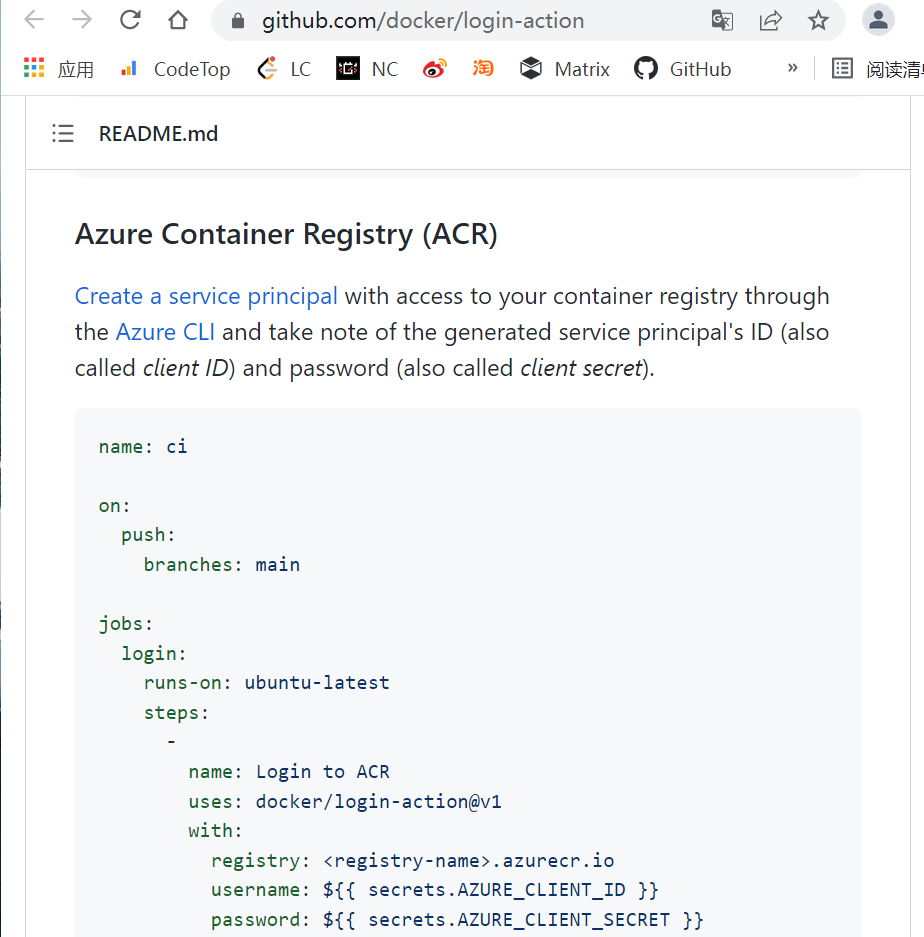 github.com/docker/login-action
应用 CodeTop LC NC 淘 Matrix GitHub » 阅读清单
README.md
Azure Container Registry (ACR)
Create a service principal with access to your container registry through
the Azure CLI and take note of the generated service principal's ID (also
called client ID) and password (also called client secret).
name: ci
on:
  push:
    branches: main
jobs:
  login:
    runs-on: ubuntu-latest
    steps:
      -
        name: Login to ACR
        uses: docker/login-action@v1
        with:
          registry: <registry-name>.azurecr.io
          username: ${{ secrets.AZURE_CLIENT_ID }}
          password: ${{ secrets.AZURE_CLIENT_SECRET }}